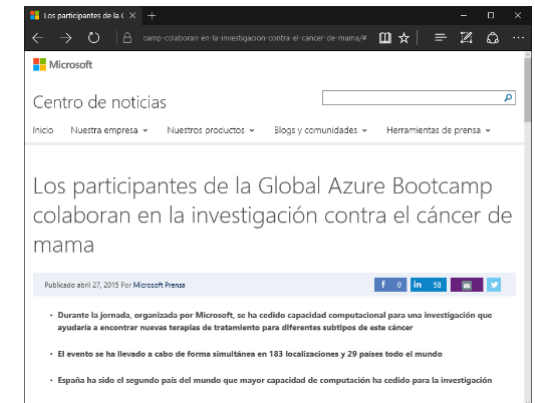 Los participantes de la (
camp-colaboran-en-la-investigacion-contra-el-cancer-de-mama/#
Microsoft
Centro de noticias
Inicio Nuestra empresa Nuestros productos Blogs y comunidades Herramientas de prensa
Los participantes de la Global Azure Bootcamp
colaboran en la investigación contra el cáncer de
mama
Publicado abril 27, 2015 Por Microsoft Prensa
f 0 in 58
• Durante la jornada, organizada por Microsoft, se ha cedido capacidad computacional para una investigación que
ayudaría a encontrar nuevas terapias de tratamiento para diferentes subtipos de este cáncer
• El evento se ha llevado a cabo de forma simultánea en 183 localizaciones y 29 países todo el mundo
• España ha sido el segundo país del mundo que mayor capacidad de computación ha cedido para la investigación